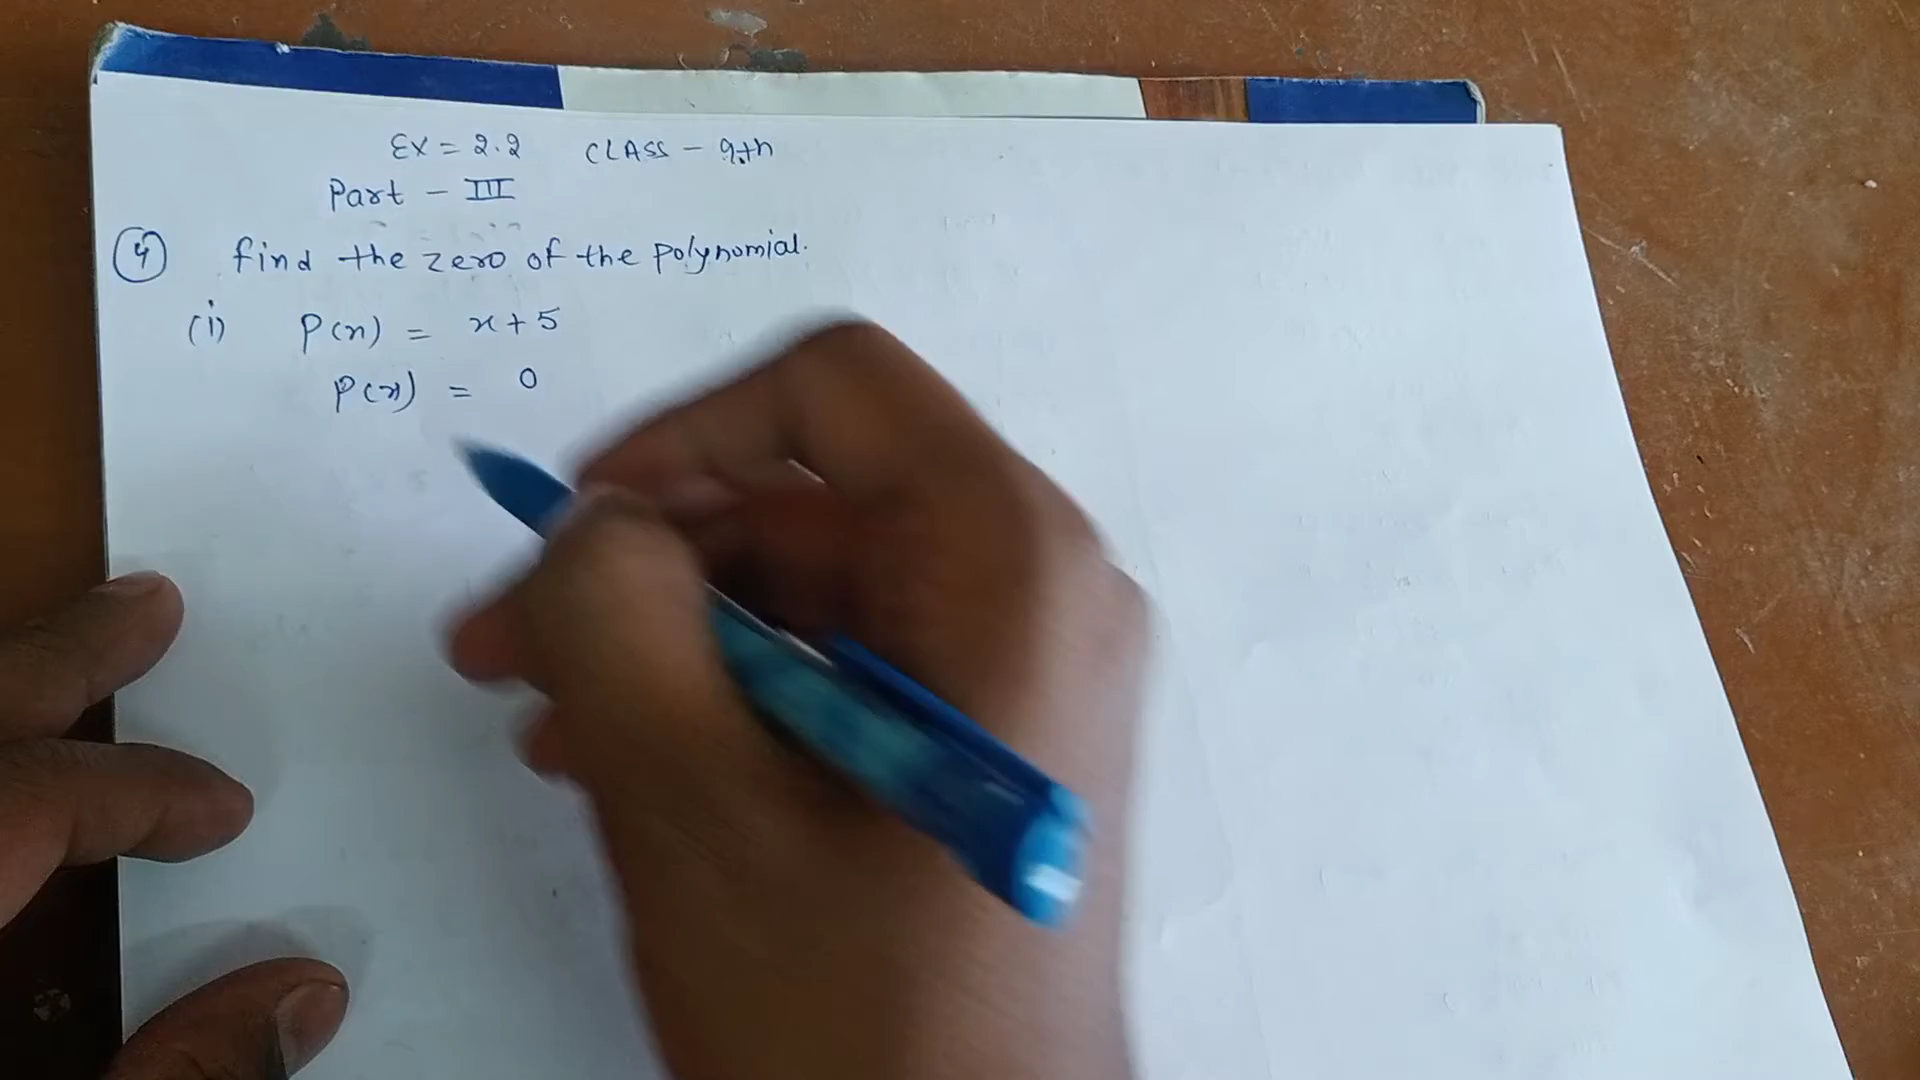 Ex = 2.2 CLASS - 9th
Part - III
4 find the zero of the polynomial.
(i) P(x) = x + 5
P(x) = 0